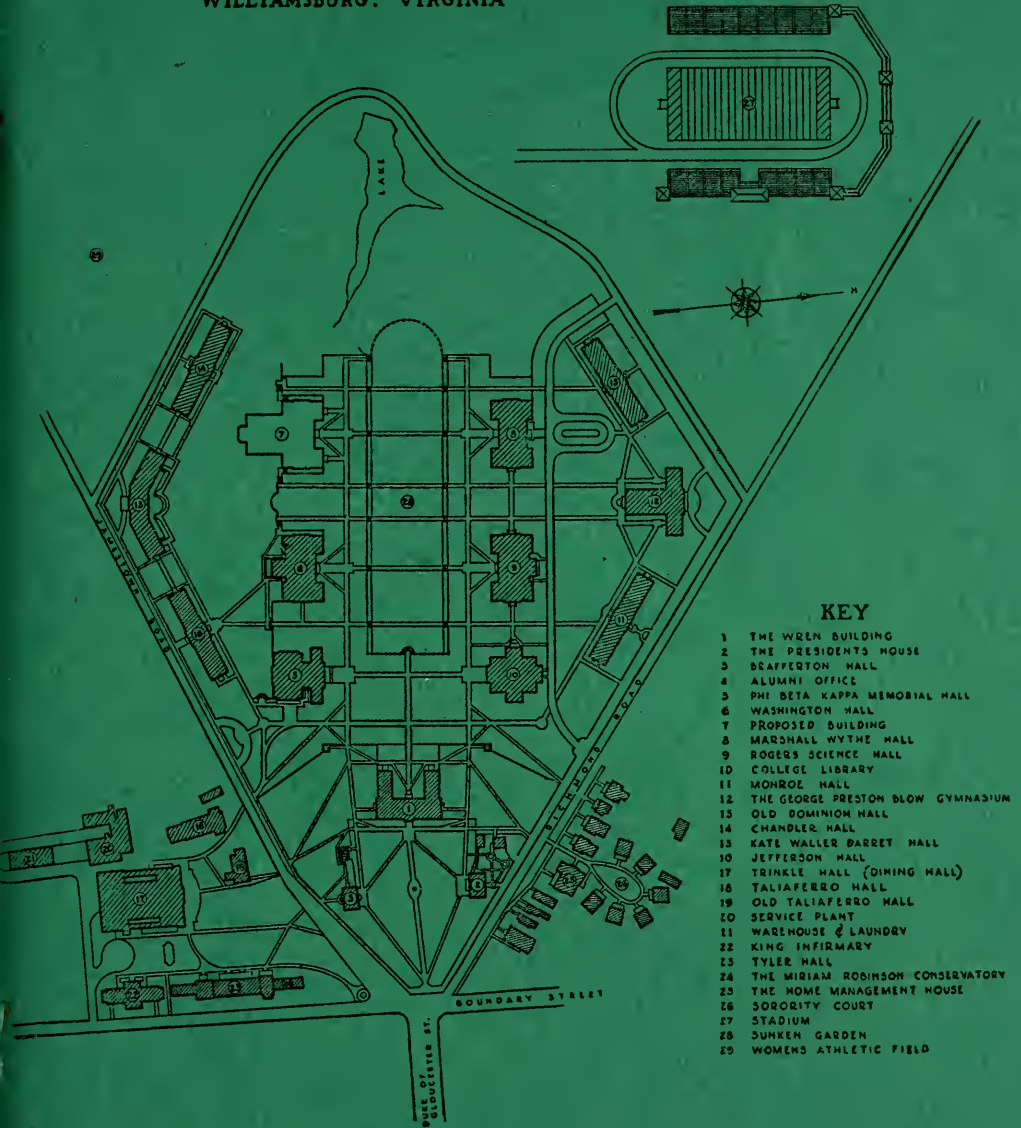 WILLIAMSBURG, VIRGINIA
LAKE
N
JAMESTOWN ROAD
RICHMOND ROAD
BOUNDARY STREET
DUKE OF
GLOUCESTER ST.
KEY
1 THE WREN BUILDING
2 THE PRESIDENTS HOUSE
3 BRAFFERTON HALL
4 ALUMNI OFFICE
5 PHI BETA KAPPA MEMORIAL HALL
6 WASHINGTON HALL
7 PROPOSED BUILDING
8 MARSHALL WYTHE HALL
9 ROGERS SCIENCE HALL
10 COLLEGE LIBRARY
11 MONROE HALL
12 THE GEORGE PRESTON BLOW GYMNASIUM
13 OLD DOMINION HALL
14 CHANDLER HALL
15 KATE WALLER BARRET HALL
16 JEFFERSON HALL
17 TRINKLE HALL (DINING HALL)
18 TALIAFERRO HALL
19 OLD TALIAFERRO HALL
20 SERVICE PLANT
21 WAREHOUSE & LAUNDRY
22 KING INFIRMARY
23 TYLER HALL
24 THE MIRIAM ROBINSON CONSERVATORY
25 THE HOME MANAGEMENT HOUSE
26 SORORITY COURT
27 STADIUM
28 SUNKEN GARDEN
29 WOMENS ATHLETIC FIELD